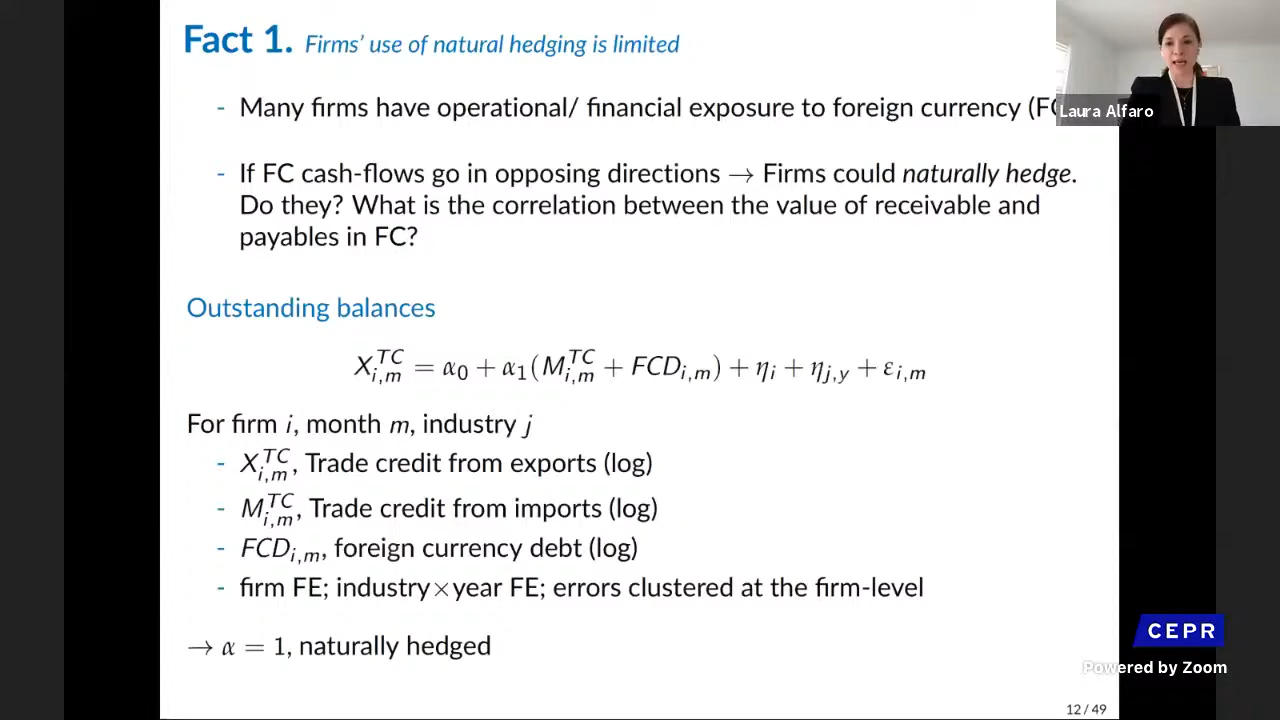 Fact 1. Firms' use of natural hedging is limited
- Many firms have operational/ financial exposure to foreign currency (FC
Laura Alfaro
- If FC cash-flows go in opposing directions → Firms could naturally hedge.
Do they? What is the correlation between the value of receivable and
payables in FC?
Outstanding balances
X_{i,m}^{TC} = α_0 + α_1(M_{i,m}^{TC} + FCD_{i,m}) + η_i + η_{j,y} + ε_{i,m}
For firm i, month m, industry j
- X_{i,m}^{TC}, Trade credit from exports (log)
- M_{i,m}^{TC}, Trade credit from imports (log)
- FCD_{i,m}, foreign currency debt (log)
- firm FE; industry×year FE; errors clustered at the firm-level
→ α = 1, naturally hedged
CEPR
Powered by Zoom
12 / 49